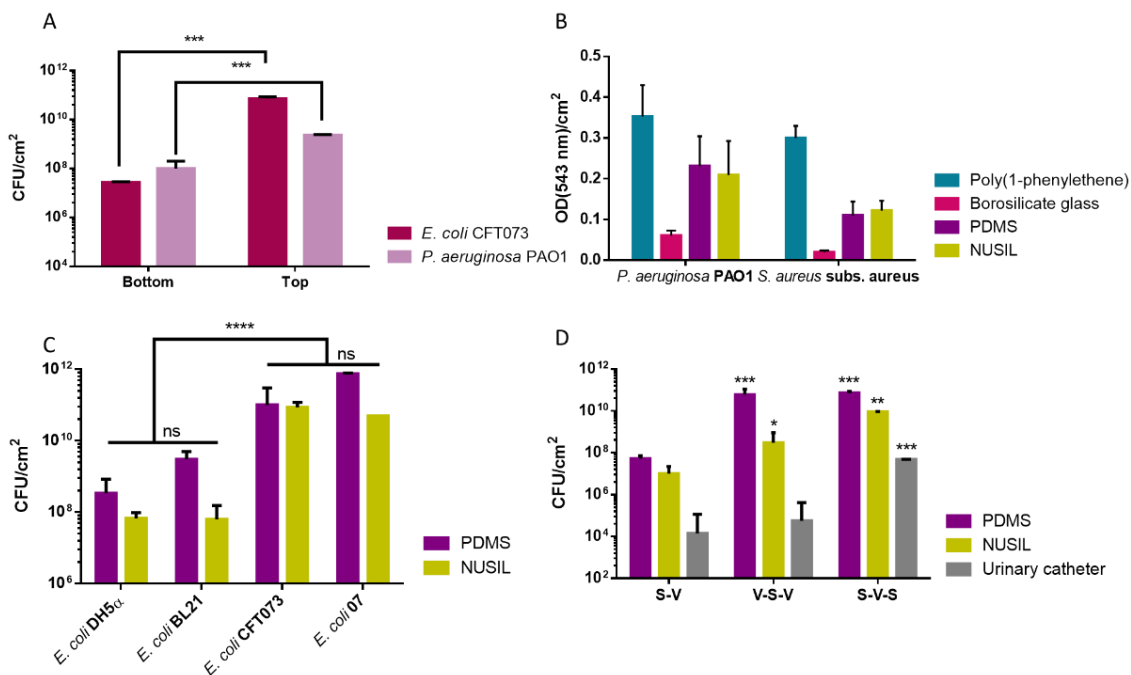 A
***
***
10^12
10^10
10^8
10^6
10^4
CFU/cm^2
Bottom Top
E. coli CFT073
P. aeruginosa PAO1
B
0.5
0.4
0.3
0.2
0.1
0.0
OD(543 nm)/cm^2
P. aeruginosa PAO1 S. aureus subs. aureus
Poly(1-phenylethene)
Borosilicate glass
PDMS
NUSIL
C
****
ns
ns
10^12
10^10
10^8
10^6
CFU/cm^2
E. coli DH5α
E. coli BL21
E. coli CFT073
E. coli 07
PDMS
NUSIL
D
*** ***
** * ***
10^12
10^10
10^8
10^6
10^4
10^2
CFU/cm^2
S-V V-S-V S-V-S
PDMS
NUSIL
Urinary catheter